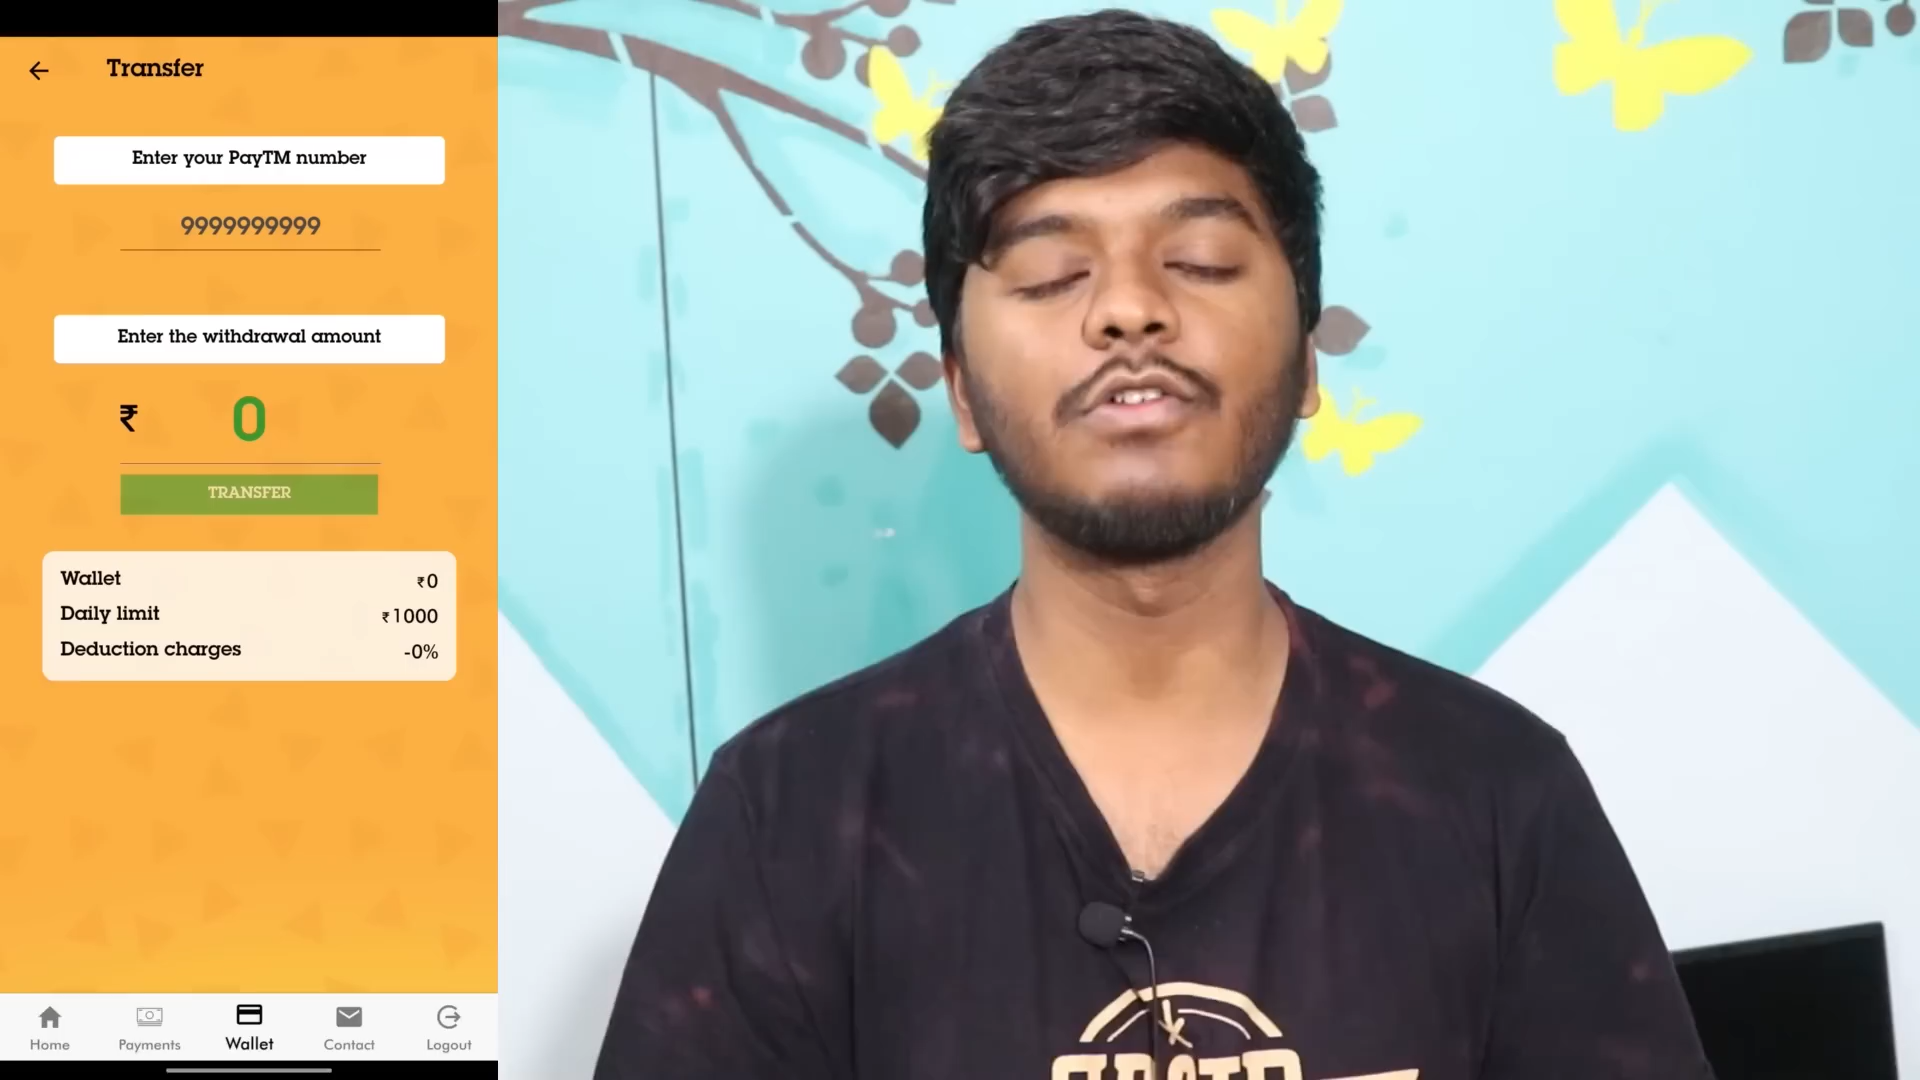 Transfer
Enter your PayTM number
9999999999
Enter the withdrawal amount
₹ 0
TRANSFER
Wallet ₹0
Daily limit ₹1000
Deduction charges -0%
Home Payments Wallet Contact Logout